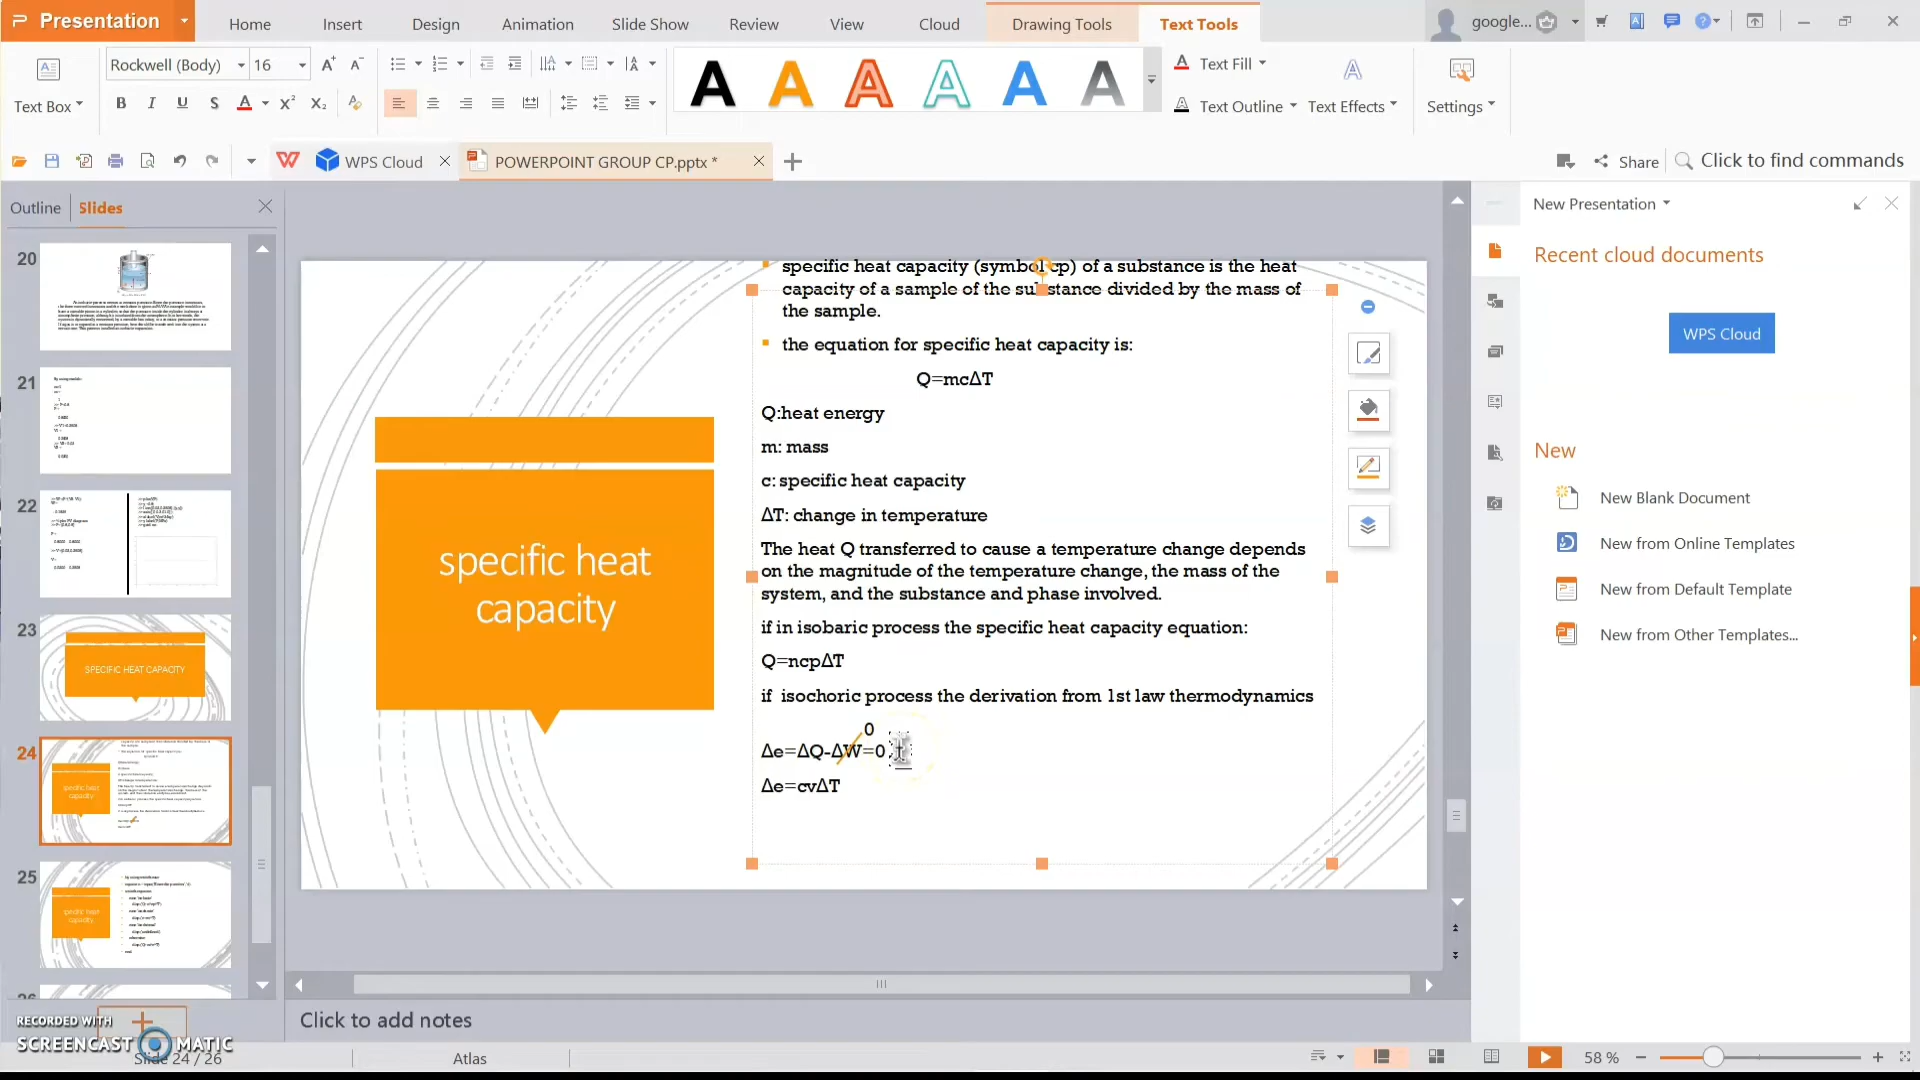 Presentation
Home
Insert
Design
Animation
Slide Show
Review
View
Cloud
Drawing Tools
Text Tools
google...
Text Box
Rockwell (Body)
16
Text Fill
Text Outline
Text Effects
Settings
WPS Cloud
POWERPOINT GROUP CP.pptx *
Share
Click to find commands
Outline
Slides
20
21
22
23
SPECIFIC HEAT CAPACITY
24
specific heat
capacity
25
specific heat
capacity
specific heat
capacity
specific heat capacity (symbol cp) of a substance is the heat
capacity of a sample of the substance divided by the mass of
the sample.
the equation for specific heat capacity is:
Q=mcΔT
Q:heat energy
m: mass
c: specific heat capacity
ΔT: change in temperature
The heat Q transferred to cause a temperature change depends
on the magnitude of the temperature change, the mass of the
system, and the substance and phase involved.
if in isobaric process the specific heat capacity equation:
Q=ncpΔT
if isochoric process the derivation from 1st law thermodynamics
0
Δe=ΔQ-ΔW=0
Δe=cvΔT
New Presentation
Recent cloud documents
WPS Cloud
New
New Blank Document
New from Online Templates
New from Default Template
New from Other Templates...
Click to add notes
RECORDED WITH
SCREENCAST MATIC
Slide 24 / 26
Atlas
58 %